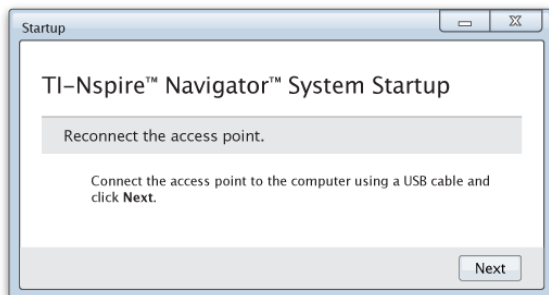 Startup
TI-Nspire™ Navigator™ System Startup
Reconnect the access point.
Connect the access point to the computer using a USB cable and
click Next.
Next